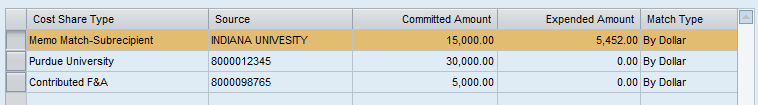 Cost Share Type Source Committed Amount Expended Amount Match Type
Memo Match-Subrecipient INDIANA UNIVESITY 15,000.00 5,452.00 By Dollar
Purdue University 8000012345 30,000.00 0.00 By Dollar
Contributed F&A 8000098765 5,000.00 0.00 By Dollar